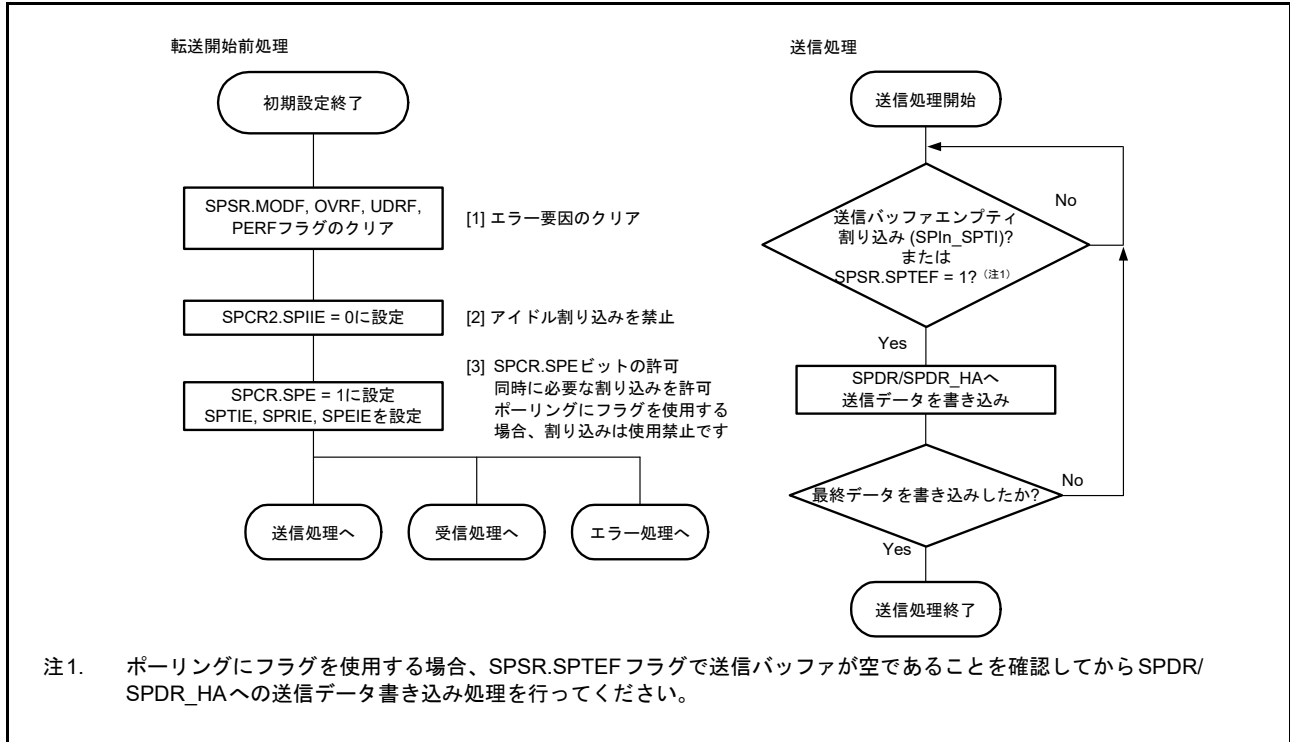 転送開始前処理
初期設定終了
SPSR.MODF, OVRF, UDRF,
PERFフラグのクリア
[1] エラー要因のクリア
SPCR2.SPIIE = 0に設定
[2] アイドル割り込みを禁止
SPCR.SPE = 1に設定
SPTIE, SPRIE, SPEIEを設定
[3] SPCR.SPEビットの許可
同時に必要な割り込みを許可
ポーリングにフラグを使用する
場合、割り込みは使用禁止です
送信処理へ
受信処理へ
エラー処理へ
送信処理
送信処理開始
送信バッファエンプティ
割り込み (SPIn_SPTI)?
または
SPSR.SPTEF = 1? (注1)
No
Yes
SPDR/SPDR_HAへ
送信データを書き込み
最終データを書き込みしたか?
No
Yes
送信処理終了
注1. ポーリングにフラグを使用する場合、SPSR.SPTEFフラグで送信バッファが空であることを確認してからSPDR/
SPDR_HAへの送信データ書き込み処理を行ってください。